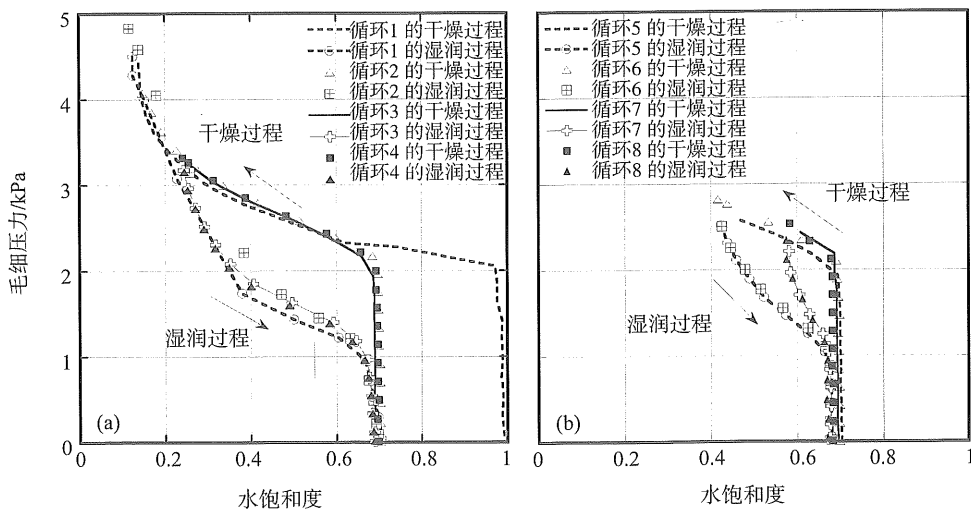 毛细压力/kPa
5
4
3
2
1
0
循环1 的干燥过程
循环1 的湿润过程
循环2 的干燥过程
循环2 的湿润过程
循环3 的干燥过程
循环3 的湿润过程
循环4 的干燥过程
循环4 的湿润过程
干燥过程
湿润过程
(a)
0 0.2 0.4 0.6 0.8 1
水饱和度
循环5 的干燥过程
循环5 的湿润过程
循环6 的干燥过程
循环6 的湿润过程
循环7 的干燥过程
循环7 的湿润过程
循环8 的干燥过程
循环8 的湿润过程
干燥过程
湿润过程
(b)
0 0.2 0.4 0.6 0.8 1
水饱和度